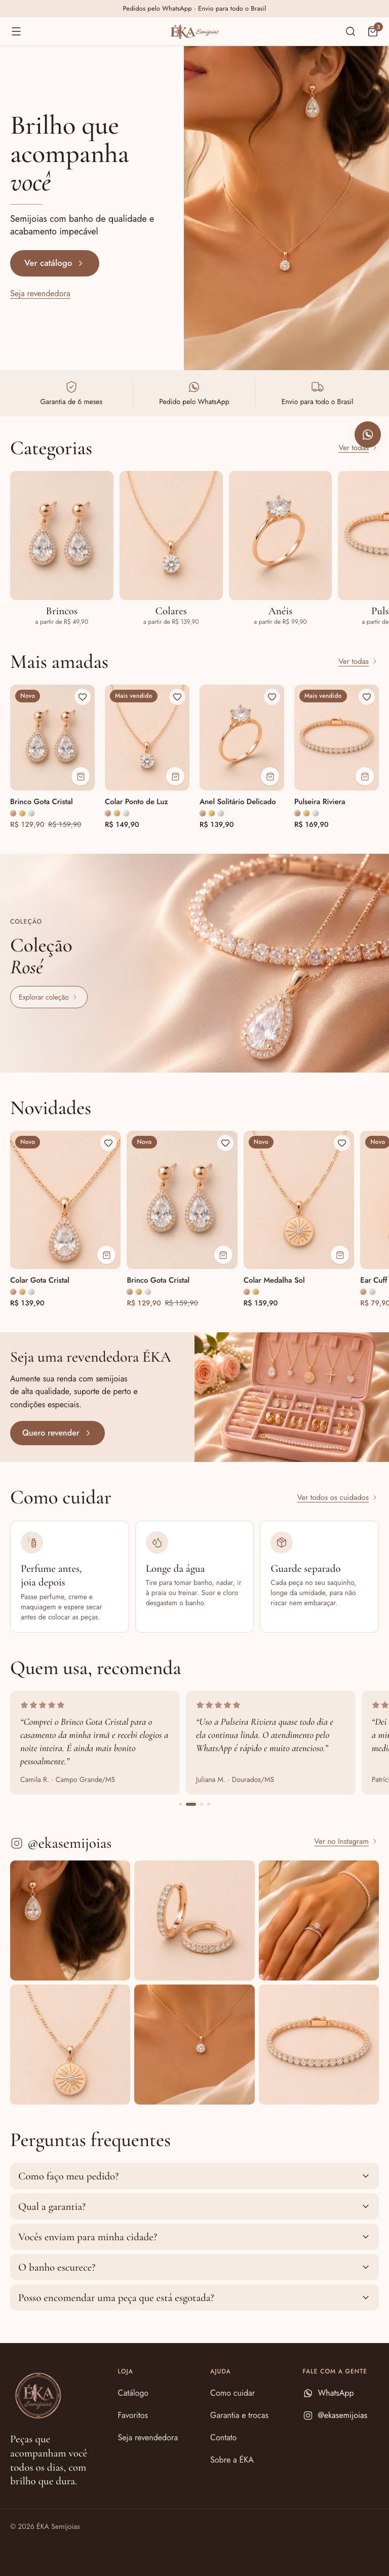 Pedidos pelo WhatsApp · Envio para todo o Brasil
ÉKA Semijoias
3
Brilho que
acompanha
você
Semijoias com banho de qualidade e
acabamento impecável
Ver catálogo
Seja revendedora
Garantia de 6 meses
Pedido pelo WhatsApp
Envio para todo o Brasil
Categorias
Ver todas
Brincos
a partir de R$ 49,90
Colares
a partir de R$ 139,90
Anéis
a partir de R$ 99,90
Puls
a partir de
Mais amadas
Ver todas
Novo
Mais vendido
Mais vendido
Brinco Gota Cristal
R$ 129,90 R$ 159,90
Colar Ponto de Luz
R$ 149,90
Anel Solitário Delicado
R$ 139,90
Pulseira Riviera
R$ 169,90
COLEÇÃO
Coleção
Rosé
Explorar coleção
Novidades
Novo
Novo
Novo
Novo
Colar Gota Cristal
R$ 139,90
Brinco Gota Cristal
R$ 129,90 R$ 159,90
Colar Medalha Sol
R$ 159,90
Ear Cuff
R$ 79,90
Seja uma revendedora ÉKA
Aumente sua renda com semijoias
de alta qualidade, suporte de perto e
condições especiais.
Quero revender
Como cuidar
Ver todos os cuidados
Perfume antes,
joia depois
Passe perfume, creme e
maquiagem e espere secar
antes de colocar as peças.
Longe da água
Tire para tomar banho, nadar, ir
à praia ou treinar. Suor e cloro
desgastam o banho.
Guarde separado
Cada peça no seu saquinho,
longe da umidade, para não
riscar nem embaraçar.
Quem usa, recomenda
“Comprei o Brinco Gota Cristal para o
casamento da minha irmã e recebi elogios a
noite inteira. E ainda mais bonito
pessoalmente.”
Camila R. · Campo Grande/MS
“Uso a Pulseira Riviera quase todo dia e
ela continua linda. O atendimento pelo
WhatsApp é rápido e muito atencioso.”
Juliana M. · Dourados/MS
“Dei
a mi
medi
Patríc
@ekasemijoias
Ver no Instagram
Perguntas frequentes
Como faço meu pedido?
Qual a garantia?
Vocês enviam para minha cidade?
O banho escurece?
Posso encomendar uma peça que está esgotada?
ÉKA
Semijoias
Peças que
acompanham você
todos os dias, com
brilho que dura.
LOJA
Catálogo
Favoritos
Seja revendedora
AJUDA
Como cuidar
Garantia e trocas
Contato
Sobre a ÉKA
FALE COM A GENTE
WhatsApp
@ekasemijoias
© 2026 ÉKA Semijoias